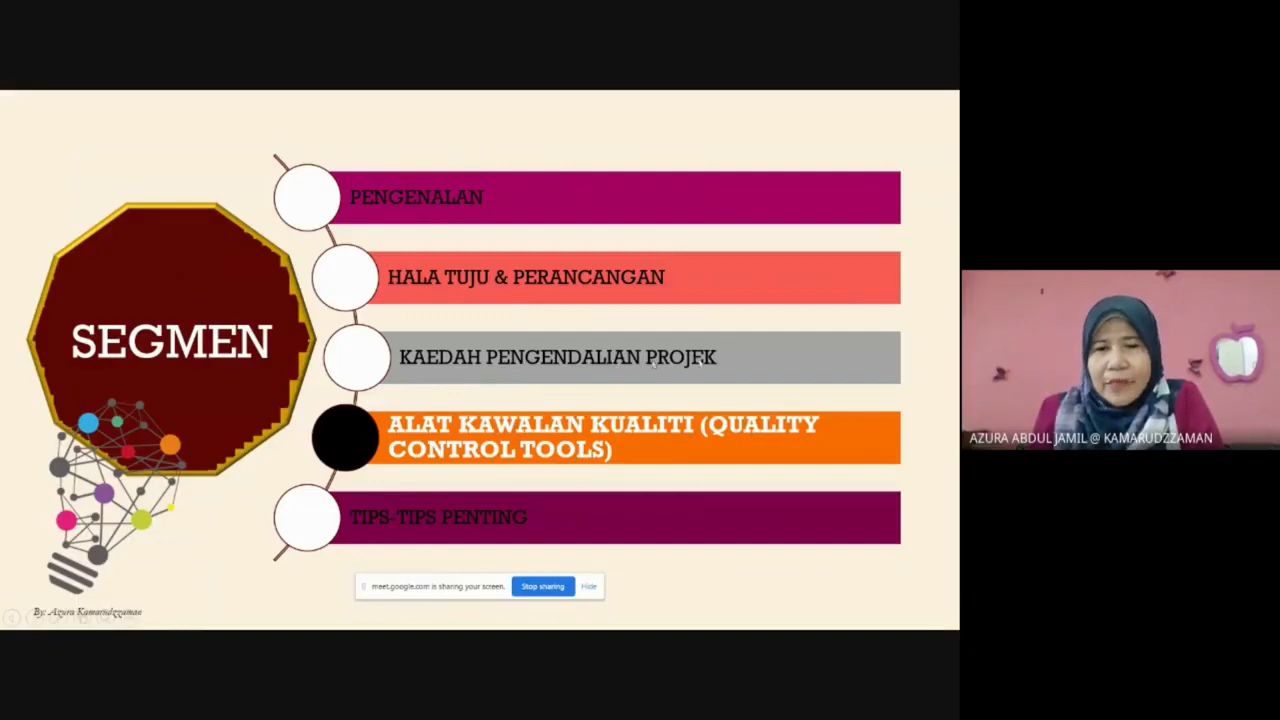 PENGENALAN
HALA TUJU & PERANCANGAN
SEGMEN
KAEDAH PENGENDALIAN PROJEK
ALAT KAWALAN KUALITI (QUALITY
CONTROL TOOLS)
TIPS-TIPS PENTING
meet.google.com is sharing your screen. Stop sharing Hide
By: Azura Kamarudzzaman
AZURA ABDUL JAMIL @ KAMARUDZZAMAN